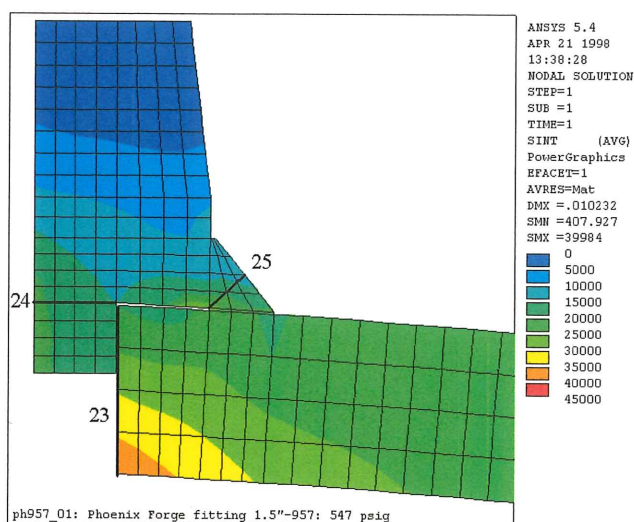 ANSYS 5.4
APR 21 1998
13:38:28
NODAL SOLUTION
STEP=1
SUB =1
TIME=1
SINT (AVG)
PowerGraphics
EFACET=1
AVRES=Mat
DMX =.010232
SMN =407.927
SMX =39984
0
5000
10000
15000
20000
25000
30000
35000
40000
45000
25
24
23
ph957_01: Phoenix Forge fitting 1.5"-957: 547 psig